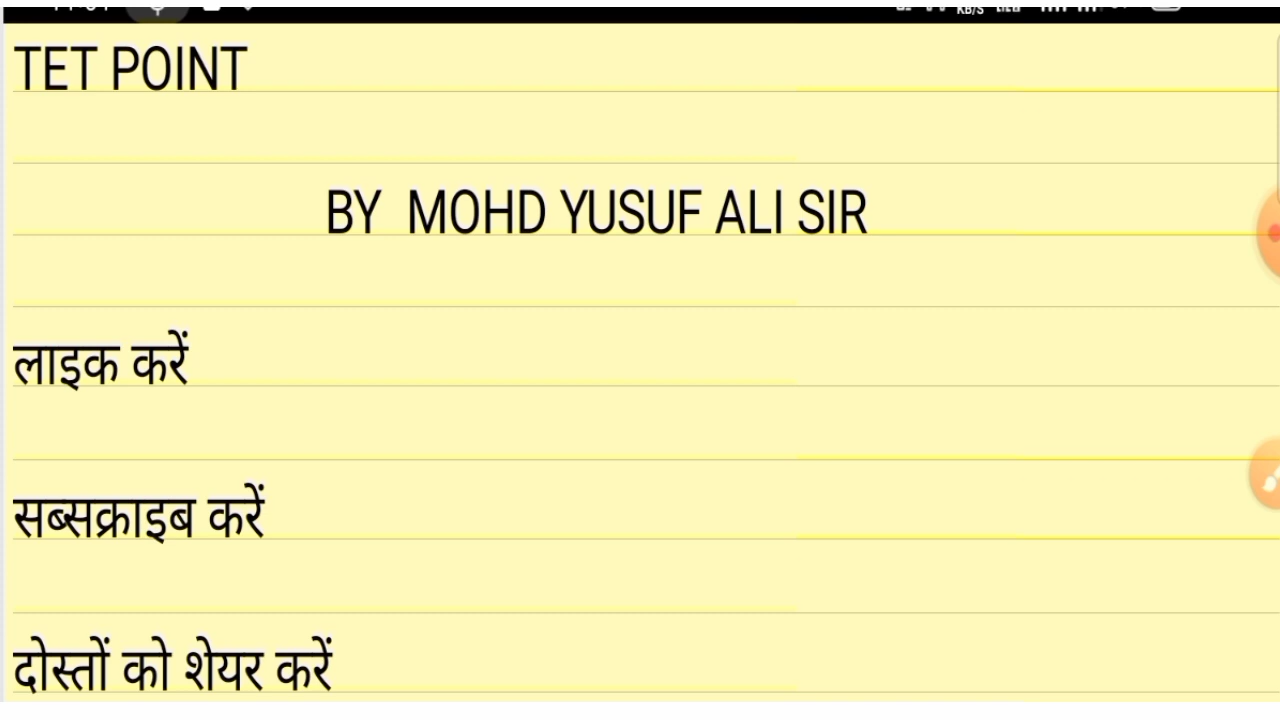 TET POINT
BY MOHD YUSUF ALI SIR
लाइक करें
सब्सक्राइब करें
दोस्तों को शेयर करें